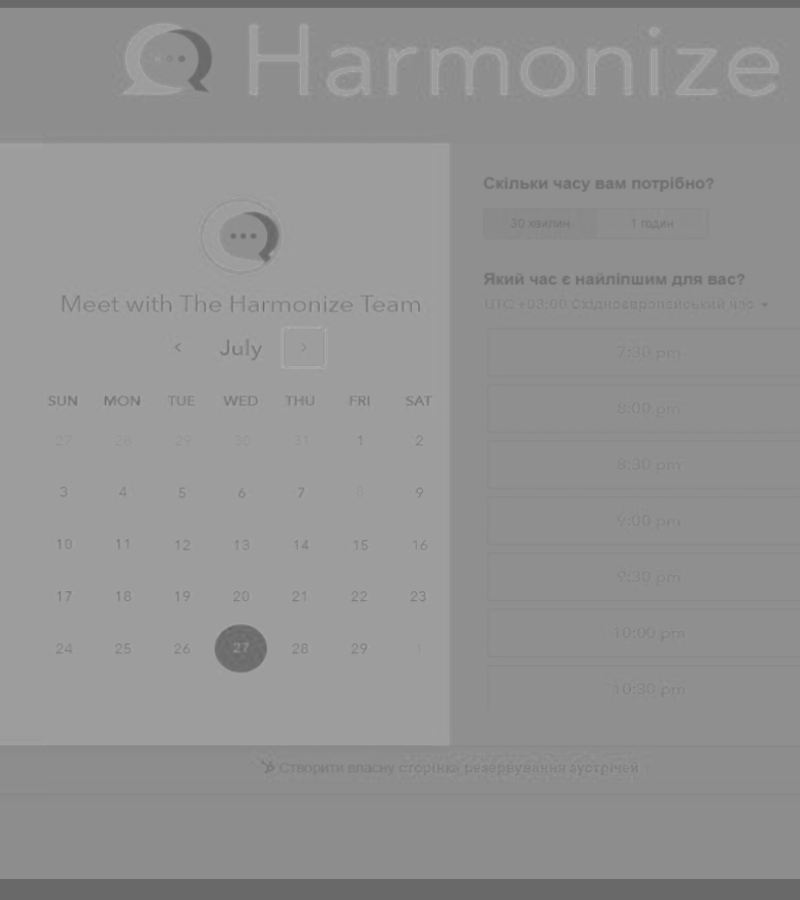 Harmonize
Meet with The Harmonize Team
July
SUN MON TUE WED THU FRI SAT
27 28 29 30 31 1 2
3 4 5 6 7 8 9
10 11 12 13 14 15 16
17 18 19 20 21 22 23
24 25 26 27 28 29 1
Скільки часу вам потрібно?
30 хвилин 1 годин
Який час є найліпшим для вас?
UTC +03:00 Східноєвропейський час
7:30 pm
8:00 pm
8:30 pm
9:00 pm
9:30 pm
10:00 pm
10:30 pm
Створити власну сторінку резервування зустрічей